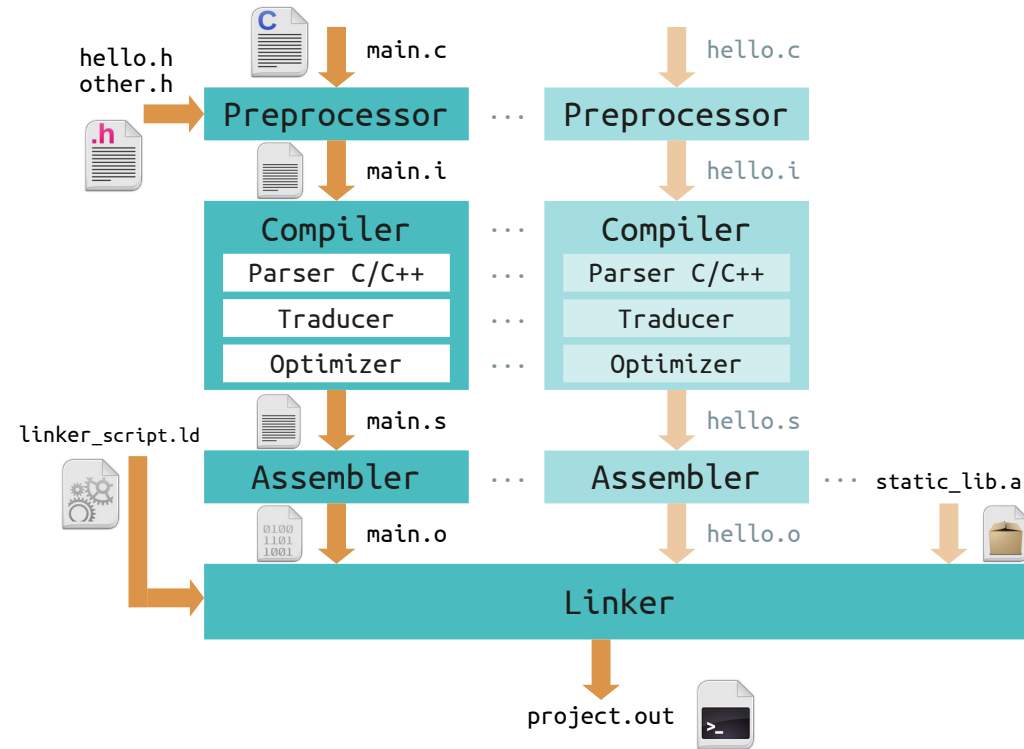 C
main.c
hello.c
hello.h
other.h
.h
Preprocessor ... Preprocessor
main.i
hello.i
Compiler ... Compiler
Parser C/C++ ... Parser C/C++
Traducer ... Traducer
Optimizer ... Optimizer
main.s
hello.s
linker_script.ld
Assembler ... Assembler ... static_lib.a
0100
1101
1001
main.o
hello.o
Linker
project.out
>_